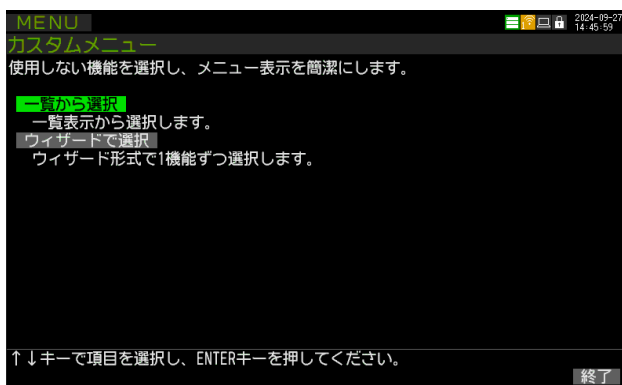 MENU
2024-09-27
14:45:59
カスタムメニュー
使用しない機能を選択し、メニュー表示を簡潔にします。
一覧から選択
一覧表示から選択します。
ウィザードで選択
ウィザード形式で1機能ずつ選択します。
↑↓キーで項目を選択し、ENTERキーを押してください。
終了